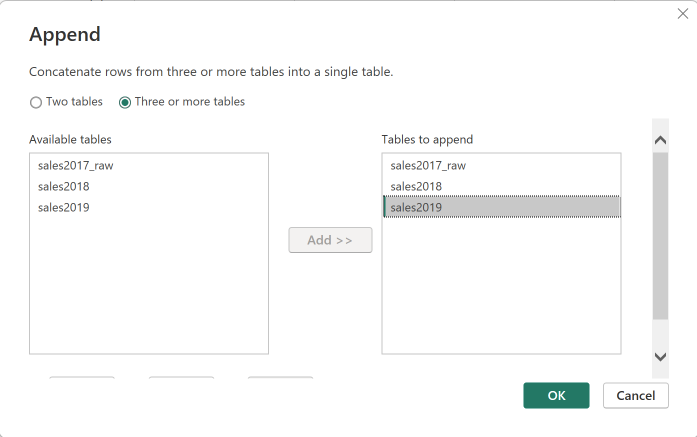 Append
Concatenate rows from three or more tables into a single table.
Two tables Three or more tables
Available tables
sales2017_raw
sales2018
sales2019
Add >>
Tables to append
sales2017_raw
sales2018
sales2019
OK Cancel